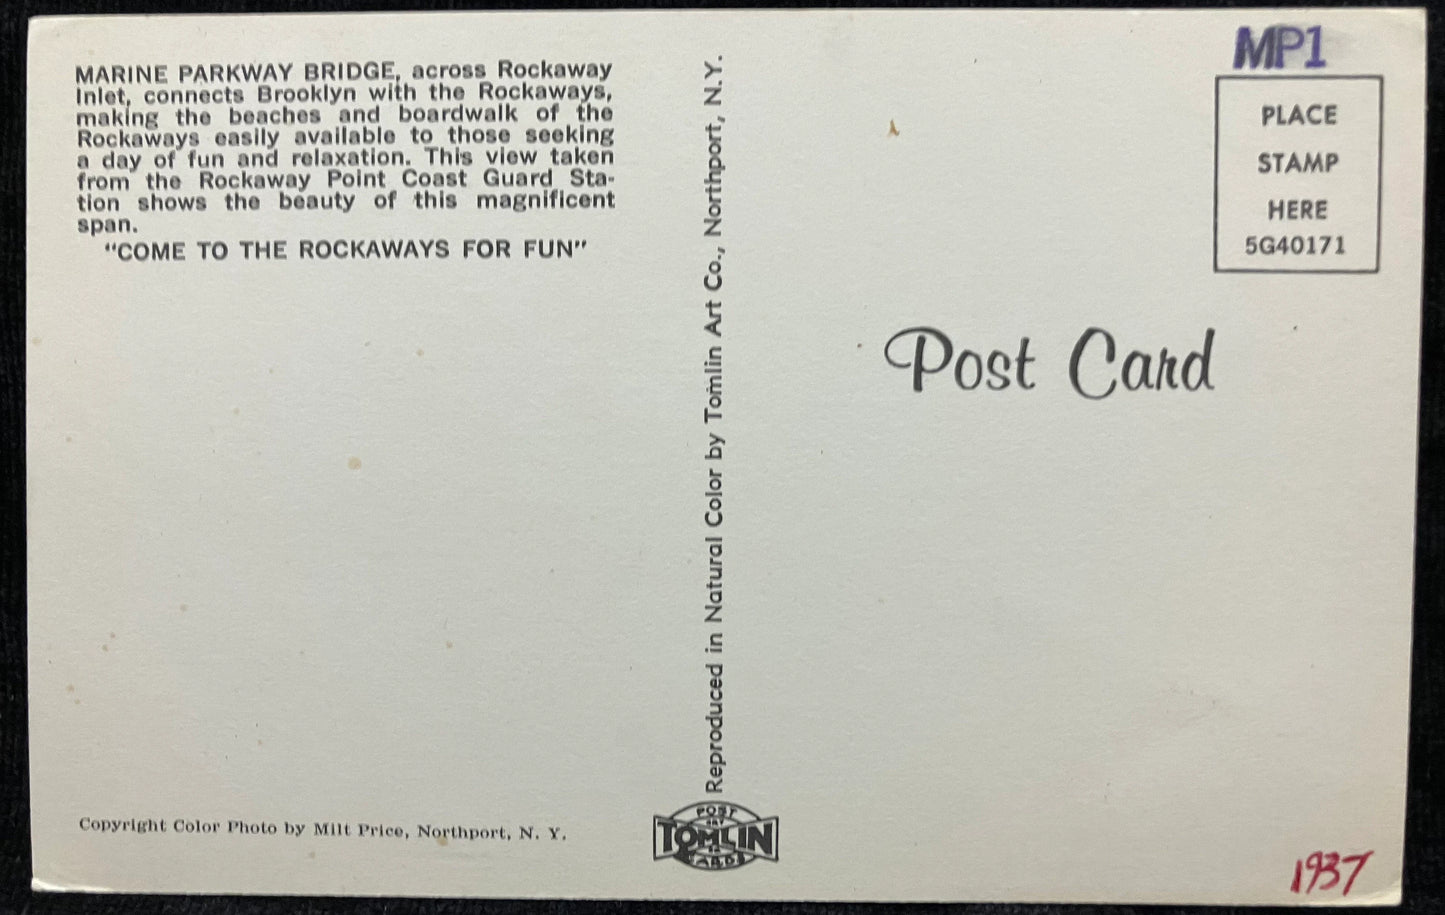 MARINE PARKWAY BRIDGE, across Rockaway
Inlet, connects Brooklyn with the Rockaways,
making the beaches and boardwalk of the
Rockaways easily available to those seeking
a day of fun and relaxation. This view taken
from the Rockaway Point Coast Guard Sta-
tion shows the beauty of this magnificent
span.
"COME TO THE ROCKAWAYS FOR FUN"
Copyright Color Photo by Milt Price, Northport, N. Y.
Reproduced in Natural Color by Tomlin Art Co., Northport, N.Y.
POST
TOMLIN
CARDS
MP1
PLACE
STAMP
HERE
5G40171
Post Card
1937